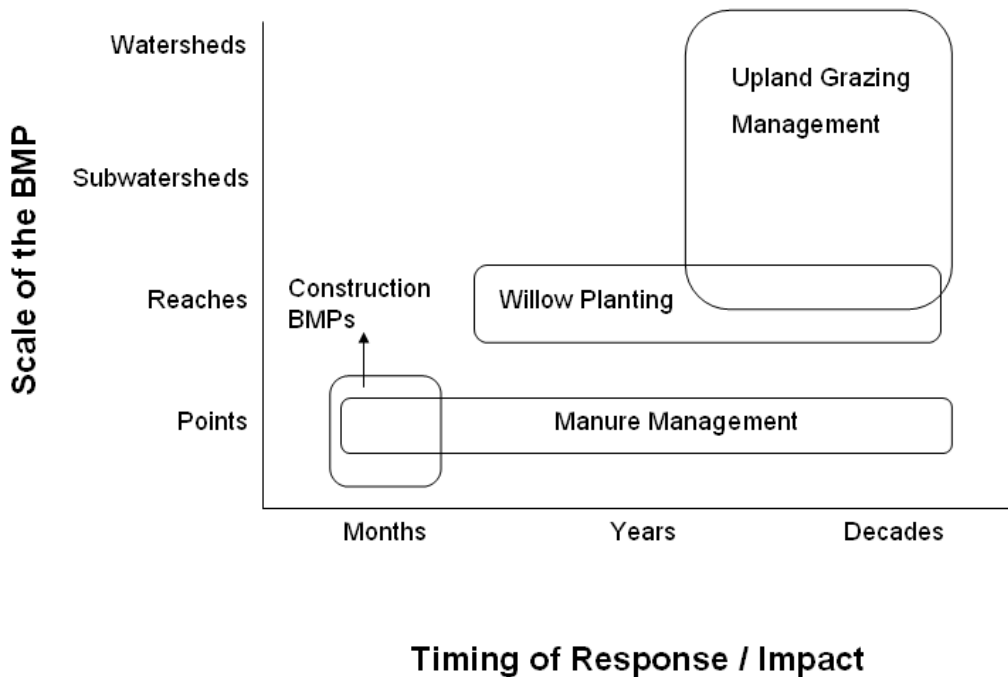 Scale of the BMP
Watersheds
Subwatersheds
Reaches
Points
Upland Grazing
Management
Construction
BMPs
Willow Planting
Manure Management
Months
Years
Decades
Timing of Response / Impact